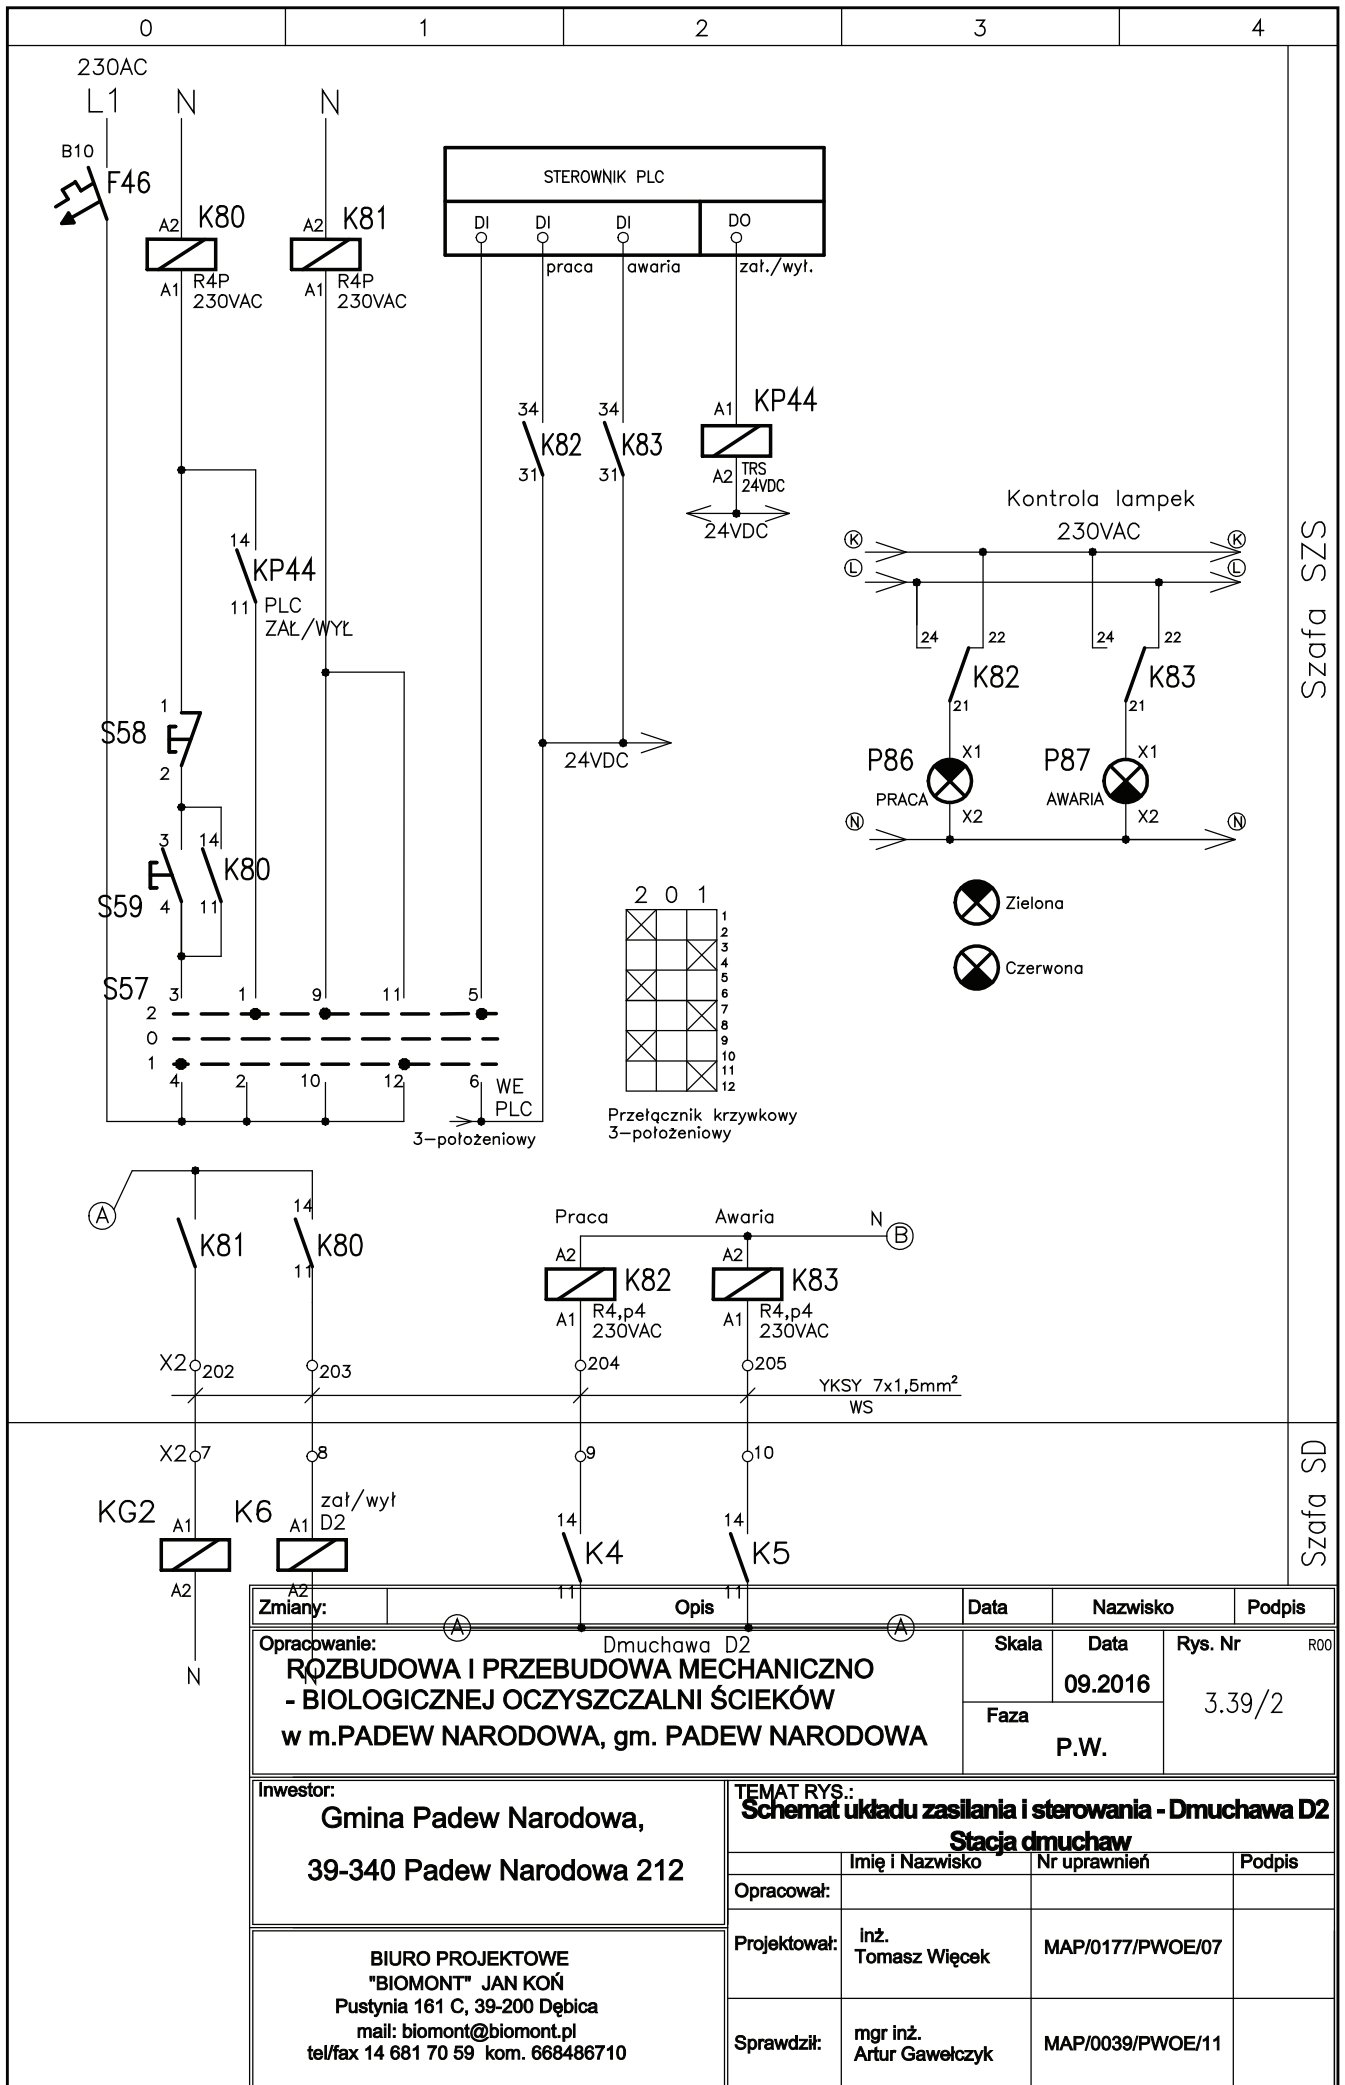 0 1 2 3 4
230AC
L1 N N
B10
F46
STEROWNIK PLC
DI DI DI DO
praca awaria zał./wył.
A2 K80 A2 K81
A1 R4P A1 R4P
230VAC 230VAC
34 34 A1 KP44
K82 K83
31 31 A2 TRS
24VDC
24VDC
Kontrola lampek
230VAC
K K
L L
14
KP44
11 PLC
ZAŁ/WYŁ
24 22 24 22
K82 K83
21 21
1
S58
2
24VDC
P86 X1 P87 X1
PRACA AWARIA
X2 X2
N N
3 14
K80
S59 4 11
2 0 1
1
2
3
4
5
6
7
8
9
10
11
12
Zielona
Czerwona
S57 3 1 9 11 5
2
0
1
4 2 10 12 6 WE
PLC
3-położeniowy
Przełącznik krzywkowy
3-położeniowy
A
14
K81 K80
11
Praca Awaria N B
A2 K82 A2 K83
A1 R4,p4 A1 R4,p4
230VAC 230VAC
X2 202 203 204 205
YKSY 7x1,5mm²
WS
Szafa SZS
X2 7 8 9 10
KG2 A1 K6 A1 zał/wył
D2
A2 A2
14 K4 14 K5
11 11
Szafa SD
A A
Dmuchawa D2
N N
Zmiany: Opis Data Nazwisko Podpis
Opracowanie: Skala Data Rys. Nr R00
ROZBUDOWA I PRZEBUDOWA MECHANICZNO
- BIOLOGICZNEJ OCZYSZCZALNI ŚCIEKÓW
w m.PADEW NARODOWA, gm. PADEW NARODOWA
09.2016
3.39/2
Faza
P.W.
Inwestor:
Gmina Padew Narodowa,
39-340 Padew Narodowa 212
TEMAT RYS.:
Schemat układu zasilania i sterowania - Dmuchawa D2
Stacja dmuchaw
Imię i Nazwisko Nr uprawnień Podpis
Opracował:
Projektował: inż.
Tomasz Więcek MAP/0177/PWOE/07
Sprawdził: mgr inż.
Artur Gawełczyk MAP/0039/PWOE/11
BIURO PROJEKTOWE
"BIOMONT" JAN KOŃ
Pustynia 161 C, 39-200 Dębica
mail: biomont@biomont.pl
tel/fax 14 681 70 59 kom. 668486710